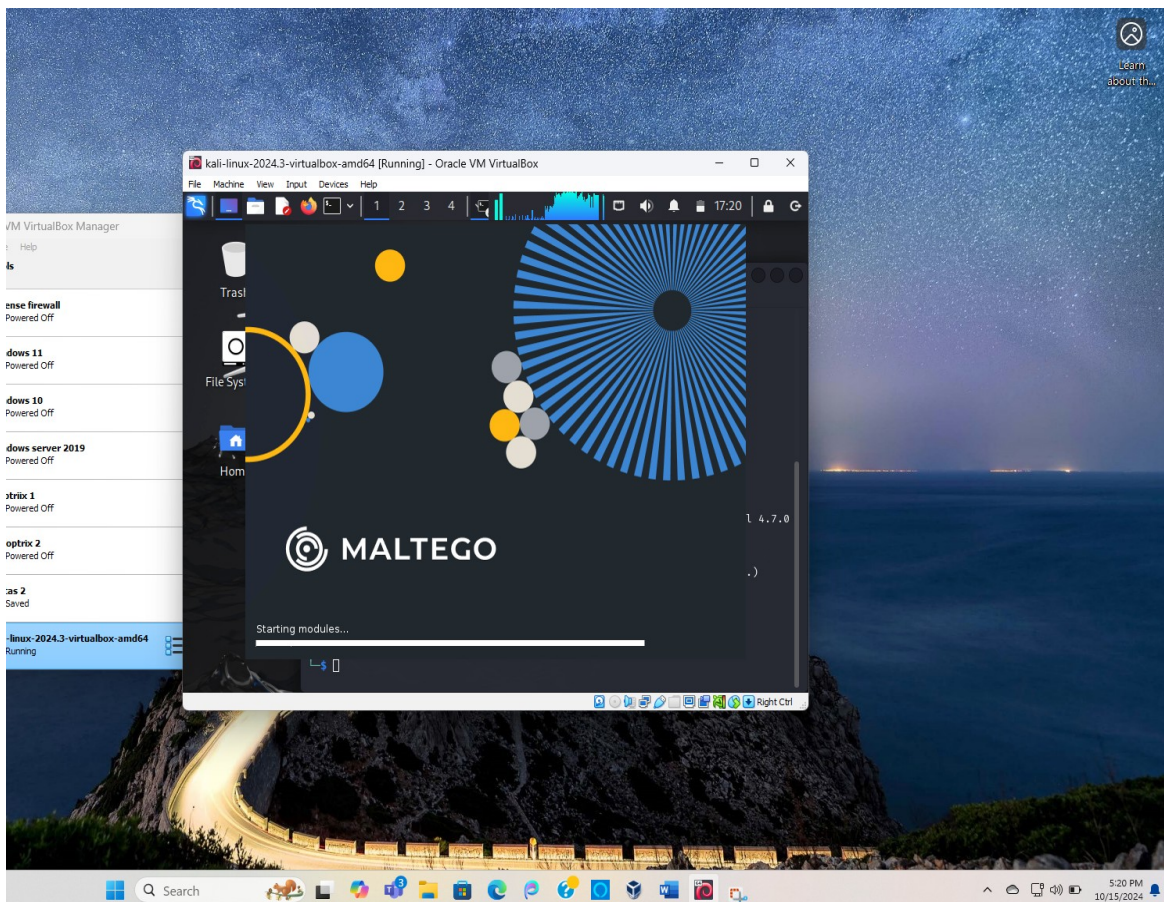 Learn
about th...
kali-linux-2024.3-virtualbox-amd64 [Running] - Oracle VM VirtualBox
File Machine View Input Devices Help
1 2 3 4
17:20
VM VirtualBox Manager
Help
ls
ense firewall
Powered Off
dows 11
Powered Off
dows 10
Powered Off
dows server 2019
Powered Off
otriix 1
Powered Off
optrix 2
Powered Off
tas 2
Saved
-linux-2024.3-virtualbox-amd64
Running
Trash
File Sys
Hom
l 4.7.0
.)
MALTEGO
Starting modules...
└─$
Right Ctrl
Search
3
5:20 PM
10/15/2024